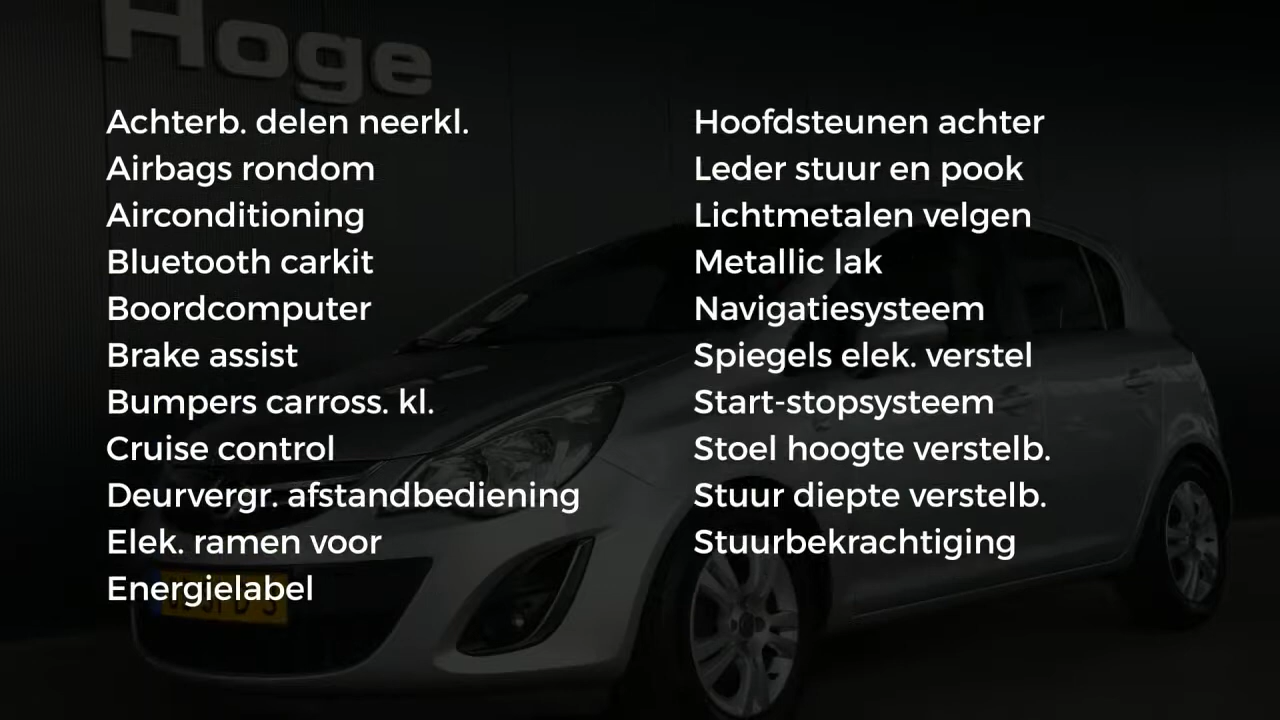 Hoge
Achterb. delen neerkl.
Airbags rondom
Airconditioning
Bluetooth carkit
Boordcomputer
Brake assist
Bumpers carross. kl.
Cruise control
Deurvergr. afstandbediening
Elek. ramen voor
Energielabel
Hoofdsteunen achter
Leder stuur en pook
Lichtmetalen velgen
Metallic lak
Navigatiesysteem
Spiegels elek. verstel
Start-stopsysteem
Stoel hoogte verstelb.
Stuur diepte verstelb.
Stuurbekrachtiging